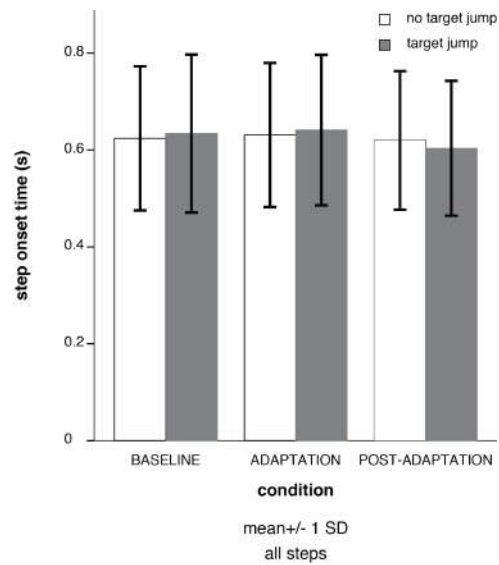 no target jump
target jump
0.8
0.6
0.4
0.2
0
step onset time (s)
BASELINE
ADAPTATION
POST-ADAPTATION
condition
mean+/- 1 SD
all steps